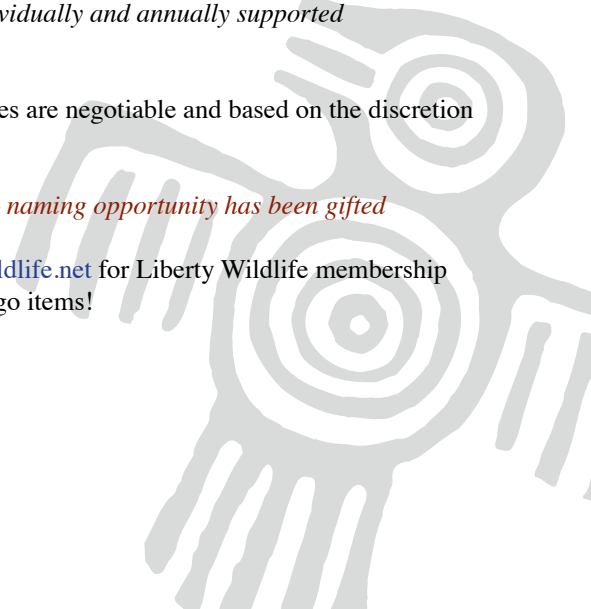 vidually and annually supported
es are negotiable and based on the discretion
naming opportunity has been gifted
ldlife.net for Liberty Wildlife membership
go items!